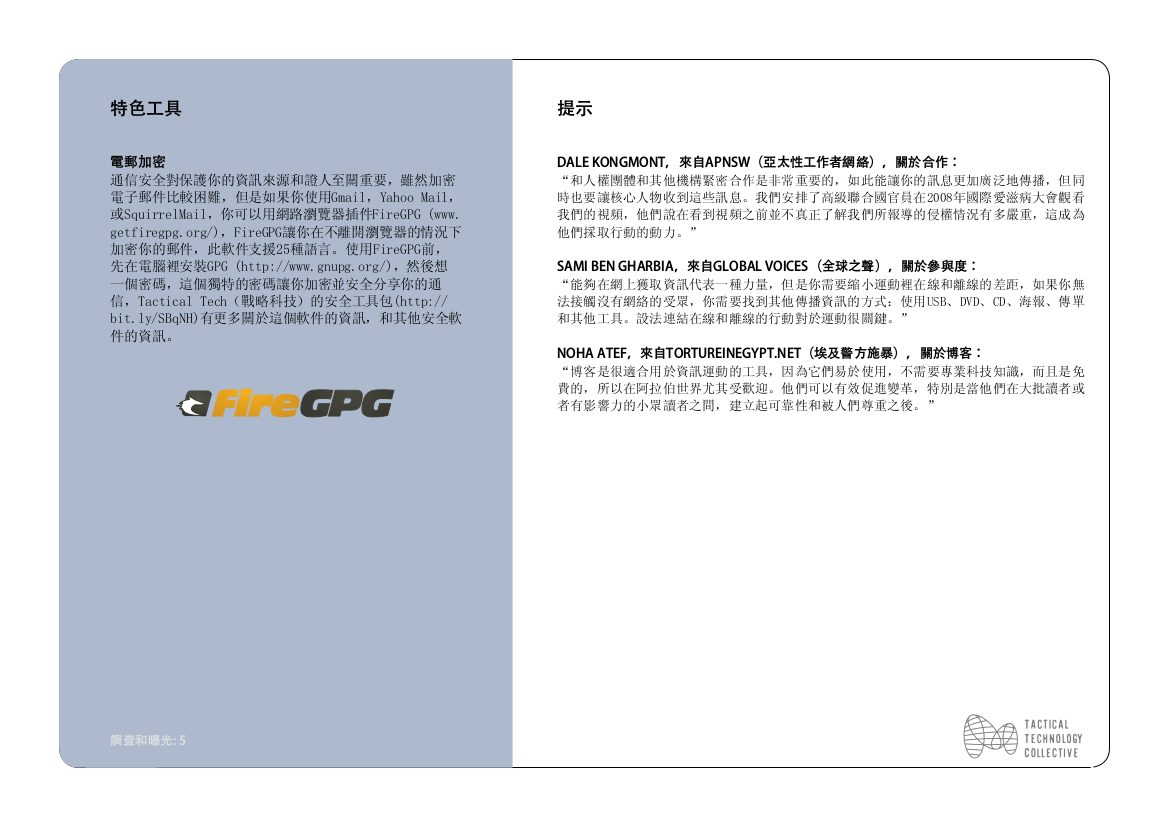 特色工具
電郵加密
通信安全對保護你的資訊來源和證人至關重要，雖然加密
電子郵件比較困難，但是如果你使用Gmail，Yahoo Mail，
或SquirrelMail，你可以用網路瀏覽器插件FireGPG (www.
getfiregpg.org/)，FireGPG讓你在不離開瀏覽器的情況下
加密你的郵件，此軟件支援25種語言。使用FireGPG前，
先在電腦裡安裝GPG (http://www.gnupg.org/)，然後想
一個密碼，這個獨特的密碼讓你加密並安全分享你的通
信，Tactical Tech（戰略科技）的安全工具包(http://
bit.ly/SBqNH)有更多關於這個軟件的資訊，和其他安全軟
件的資訊。
FireGPG
調查和曝光: 5
提示
DALE KONGMONT，來自APNSW（亞太性工作者網絡），關於合作：
“和人權團體和其他機構緊密合作是非常重要的，如此能讓你的訊息更加廣泛地傳播，但同
時也要讓核心人物收到這些訊息。我們安排了高級聯合國官員在2008年國際愛滋病大會觀看
我們的視頻，他們說在看到視頻之前並不真正了解我們所報導的侵權情況有多嚴重，這成為
他們採取行動的動力。”
SAMI BEN GHARBIA，來自GLOBAL VOICES（全球之聲），關於參與度：
“能夠在網上獲取資訊代表一種力量，但是你需要縮小運動裡在線和離線的差距，如果你無
法接觸沒有網絡的受眾，你需要找到其他傳播資訊的方式：使用USB、DVD、CD、海報、傳單
和其他工具。設法連結在線和離線的行動對於運動很關鍵。”
NOHA ATEF，來自TORTUREINEGYPT.NET（埃及警方施暴），關於博客：
“博客是很適合用於資訊運動的工具，因為它們易於使用，不需要專業科技知識，而且是免
費的，所以在阿拉伯世界尤其受歡迎。他們可以有效促進變革，特別是當他們在大批讀者或
者有影響力的小眾讀者之間，建立起可靠性和被人們尊重之後。”
TACTICAL
TECHNOLOGY
COLLECTIVE